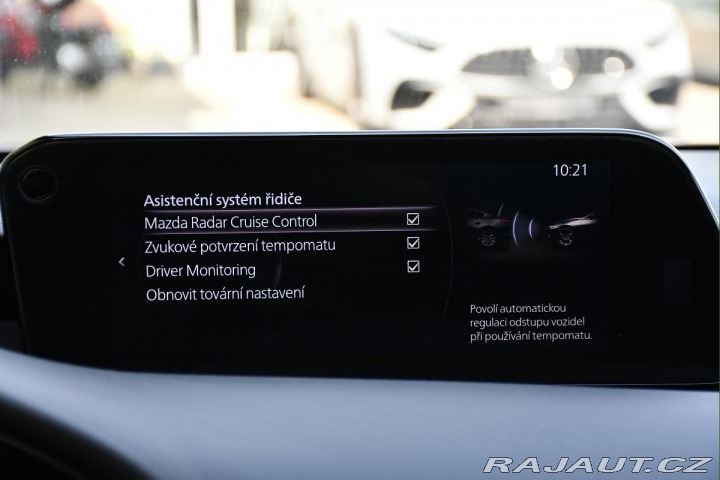 10:21
Asistenční systém řidiče
Mazda Radar Cruise Control
Zvukové potvrzení tempomatu
Driver Monitoring
Obnovit tovární nastavení
Povolí automatickou
regulaci odstupu vozidel
při používání tempomatu.
RAJAUT.CZ